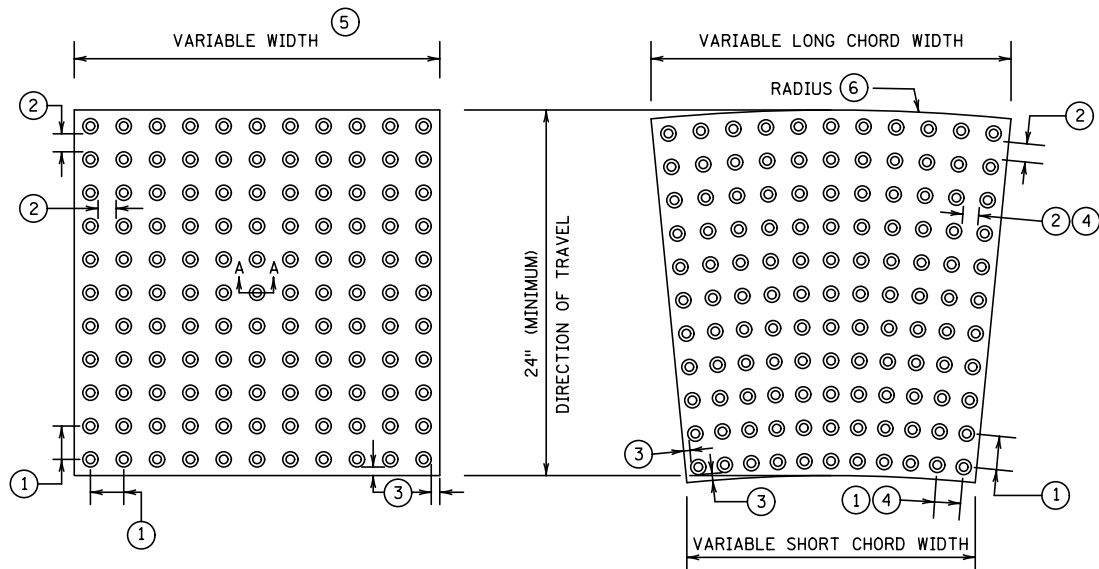 5
VARIABLE WIDTH
VARIABLE LONG CHORD WIDTH
RADIUS 6
2
2
2
2 4
A A
24" (MINIMUM)
DIRECTION OF TRAVEL
3
1
3
1
3
1 4
1
VARIABLE SHORT CHORD WIDTH